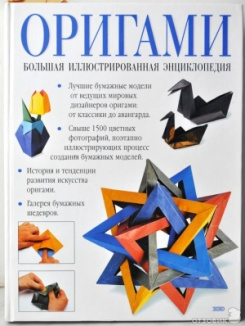 ОРИГАМИ
БОЛЬШАЯ ИЛЛЮСТРИРОВАННАЯ ЭНЦИКЛОПЕДИЯ
• Лучшие бумажные модели
от ведущих мировых
дизайнеров оригами:
от классики до авангарда.
• Свыше 1500 цветных
фотографий, поэтапно
иллюстрирующих процесс
создания бумажных моделей.
• История и тенденции
развития искусства
оригами.
• Галерея бумажных
шедевров.
ЭКСМО